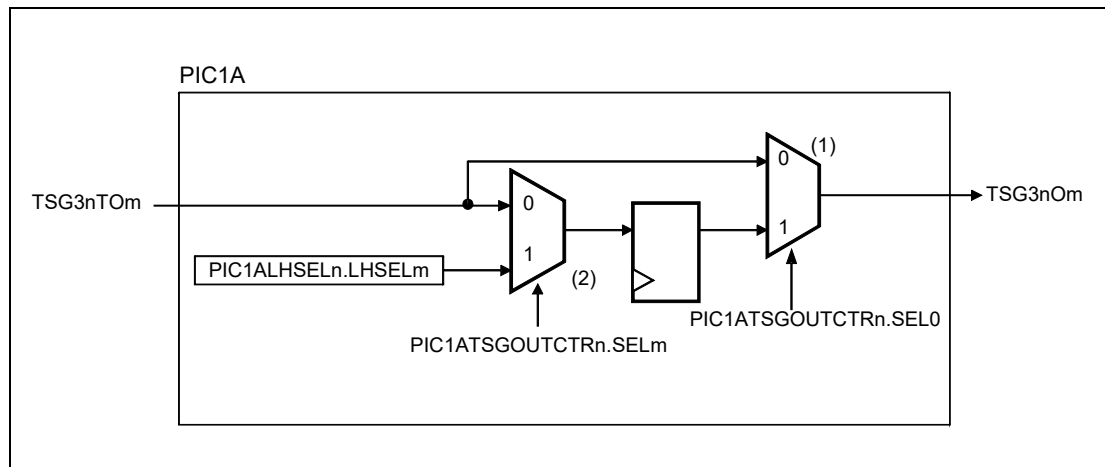 PIC1A
(1)
0
TSG3nTOm
0
TSG3nOm
1
1
PIC1ALHSELn.LHSELm
(2)
PIC1ATSGOUTCTRn.SEL0
PIC1ATSGOUTCTRn.SELm